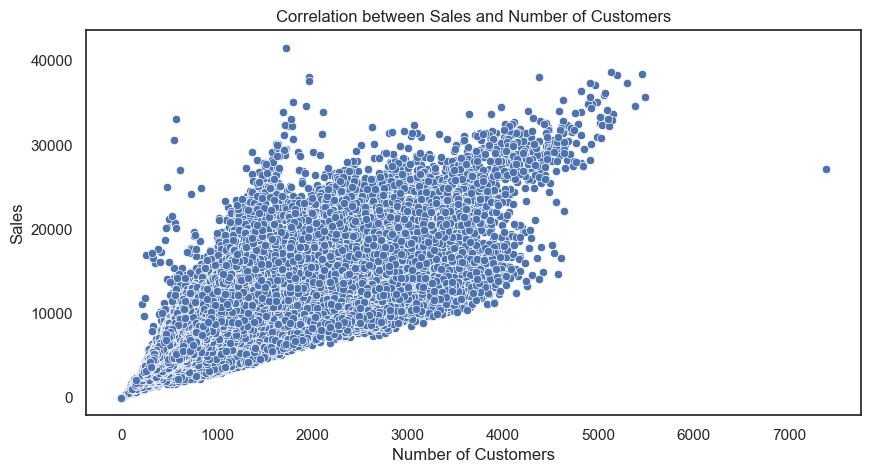 Correlation between Sales and Number of Customers
40000
30000
20000
10000
0
Sales
0 1000 2000 3000 4000 5000 6000 7000
Number of Customers